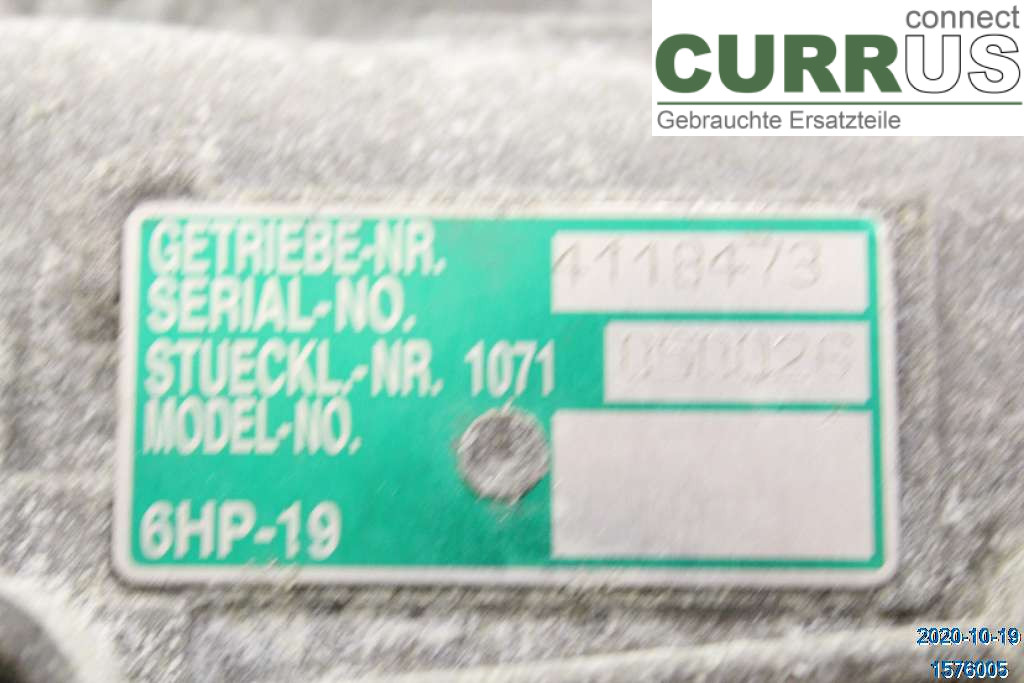 connect
CURRUS
Gebrauchte Ersatzteile
GETRIEBE-NR. 4118473
SERIAL-NO.
STUECKL.-NR. 1071 050026
MODEL-NO.
6HP-19
2020-10-19
1576005